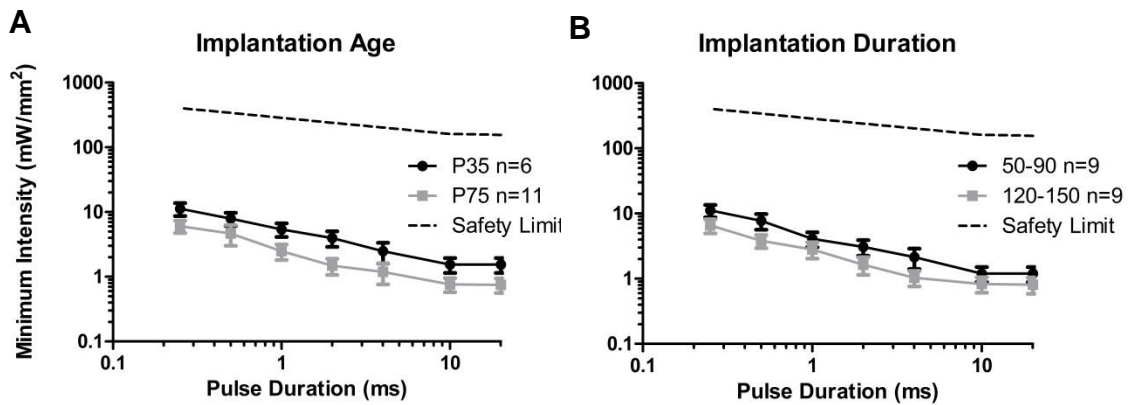 A
Implantation Age
Minimum Intensity (mW/mm²)
1000
100
10
1
0.1
0.1
1
10
Pulse Duration (ms)
P35 n=6
P75 n=11
Safety Limit
B
Implantation Duration
1000
100
10
1
0.1
0.1
1
10
Pulse Duration (ms)
50-90 n=9
120-150 n=9
Safety Limit